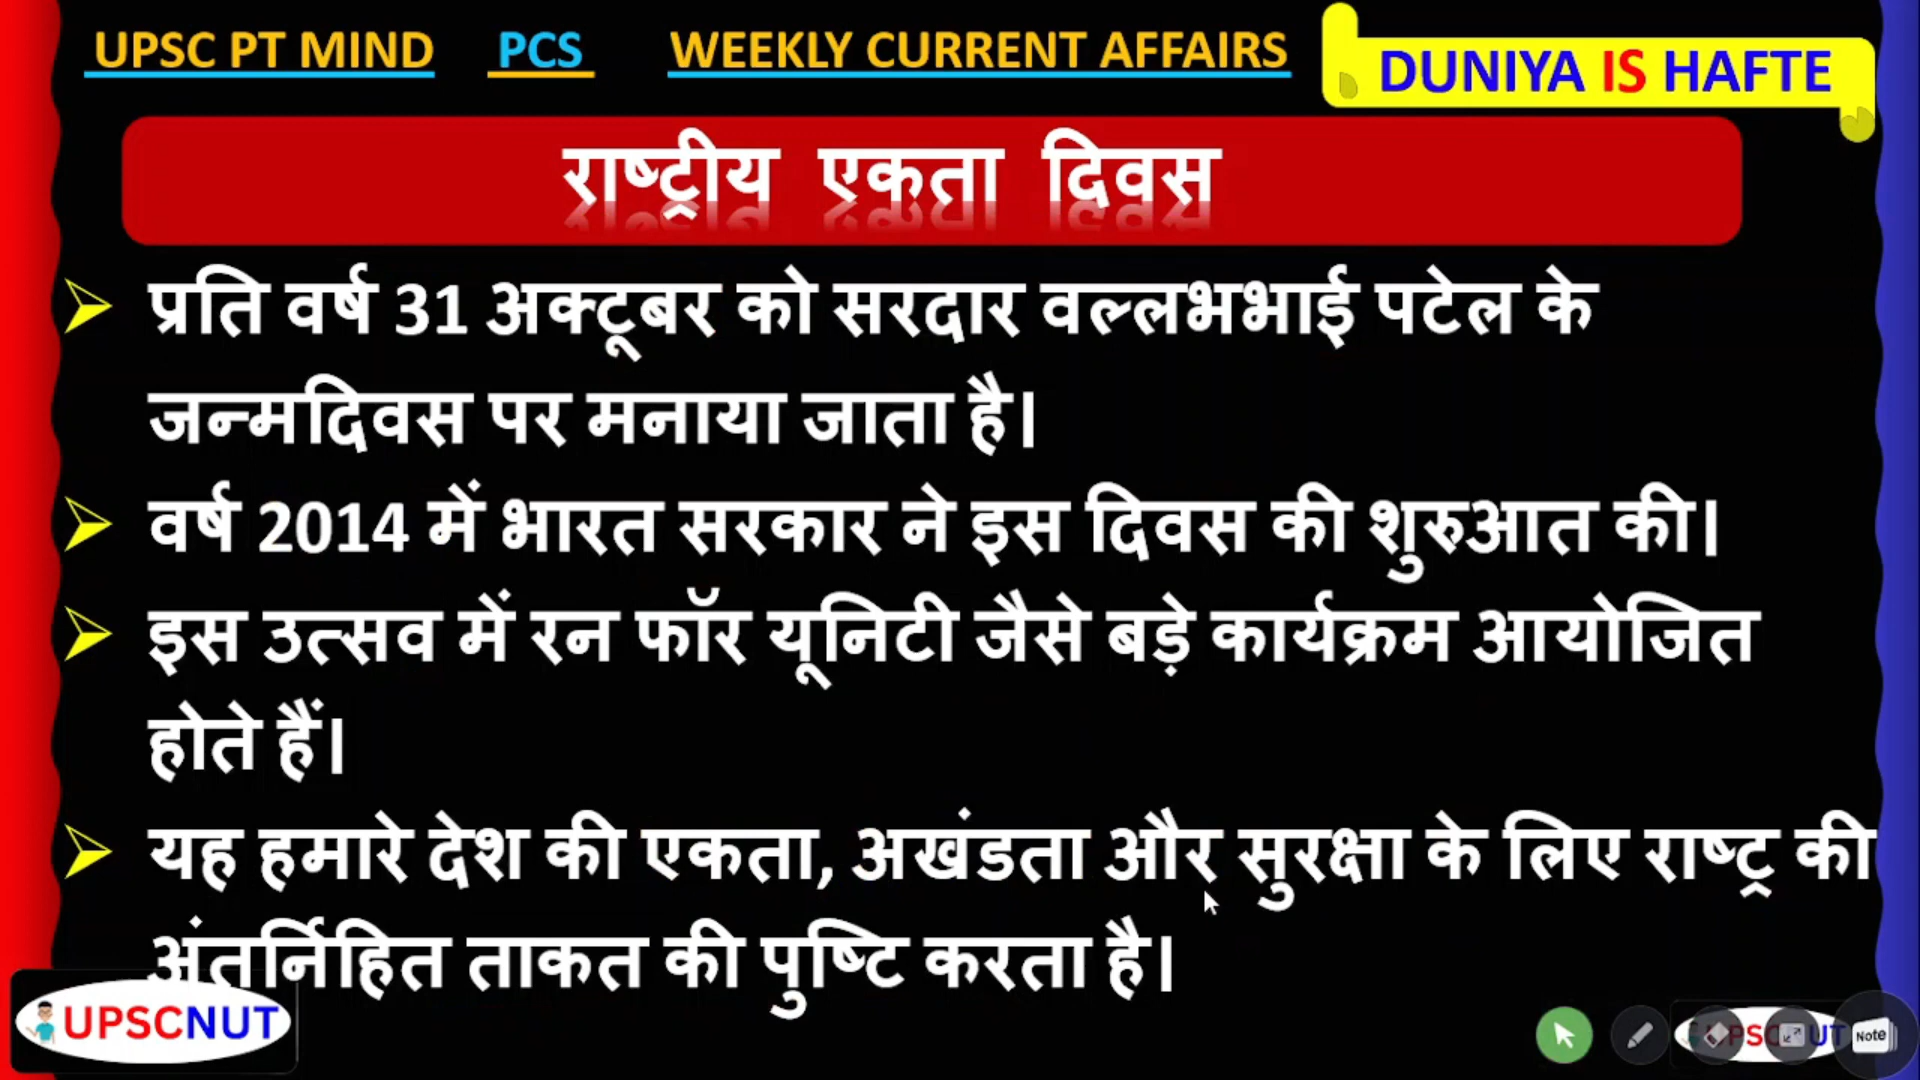 UPSC PT MIND PCS WEEKLY CURRENT AFFAIRS DUNIYA IS HAFTE
राष्ट्रीय एकता दिवस
प्रति वर्ष 31 अक्टूबर को सरदार वल्लभभाई पटेल के
जन्मदिवस पर मनाया जाता है।
वर्ष 2014 में भारत सरकार ने इस दिवस की शुरुआत की।
इस उत्सव में रन फॉर यूनिटी जैसे बड़े कार्यक्रम आयोजित
होते हैं।
यह हमारे देश की एकता, अखंडता और सुरक्षा के लिए राष्ट्र की
अंतर्निहित ताकत की पुष्टि करता है।
UPSCNUT
Note